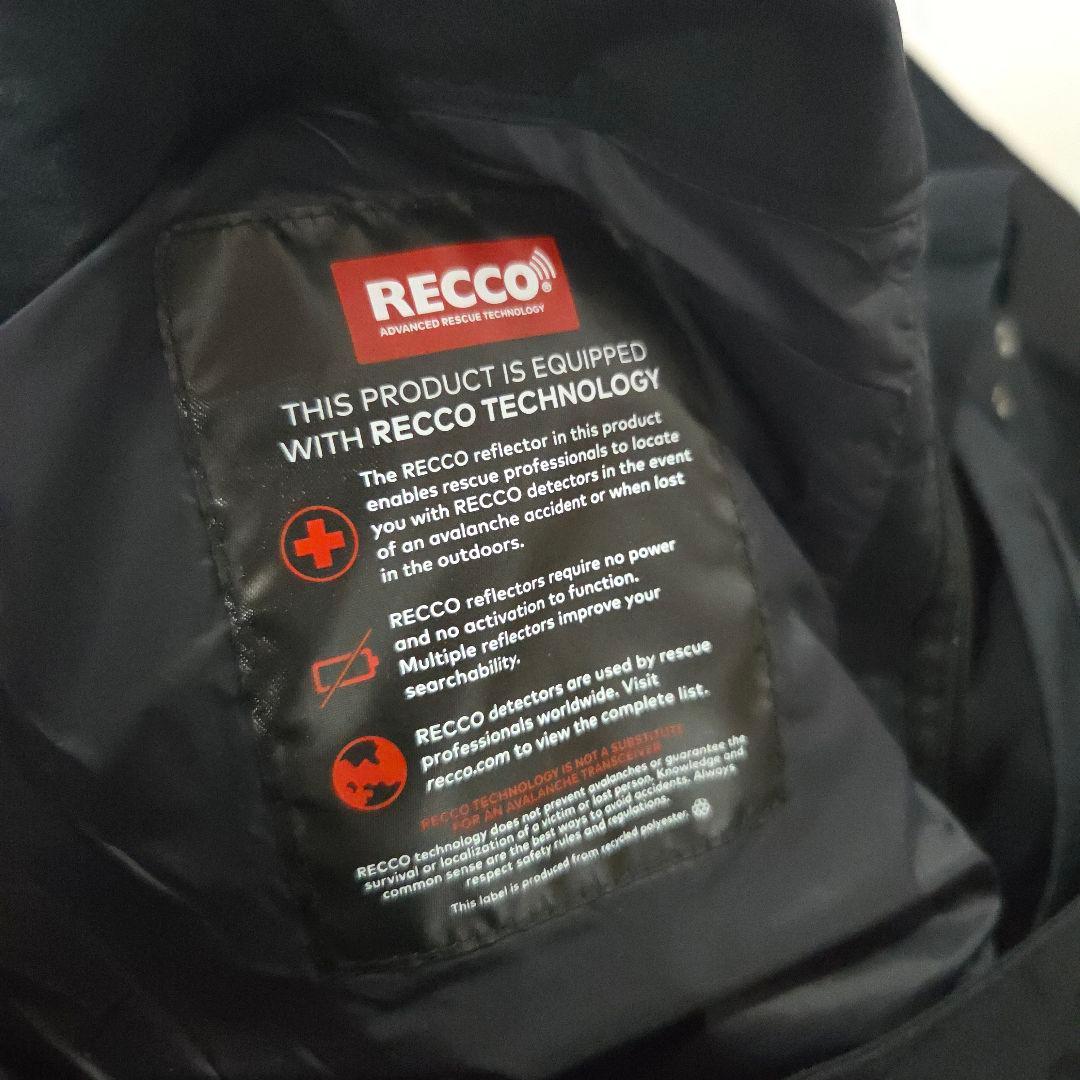 RECCO®
ADVANCED RESCUE TECHNOLOGY
THIS PRODUCT IS EQUIPPED
WITH RECCO TECHNOLOGY
The RECCO reflector in this product
enables rescue professionals to locate
you with RECCO detectors in the event
of an avalanche accident or when lost
in the outdoors.
RECCO reflectors require no power
and no activation to function.
Multiple reflectors improve your
searchability.
RECCO detectors are used by rescue
professionals worldwide. Visit
recco.com to view the complete list.
RECCO TECHNOLOGY IS NOT A SUBSTITUTE
FOR AN AVALANCHE TRANSCEIVER
RECCO technology does not prevent avalanches or guarantee the
survival or localization of a victim or lost person. Knowledge and
common sense are the best ways to avoid accidents. Always
respect safety rules and regulations.
This label is produced from recycled polyester.